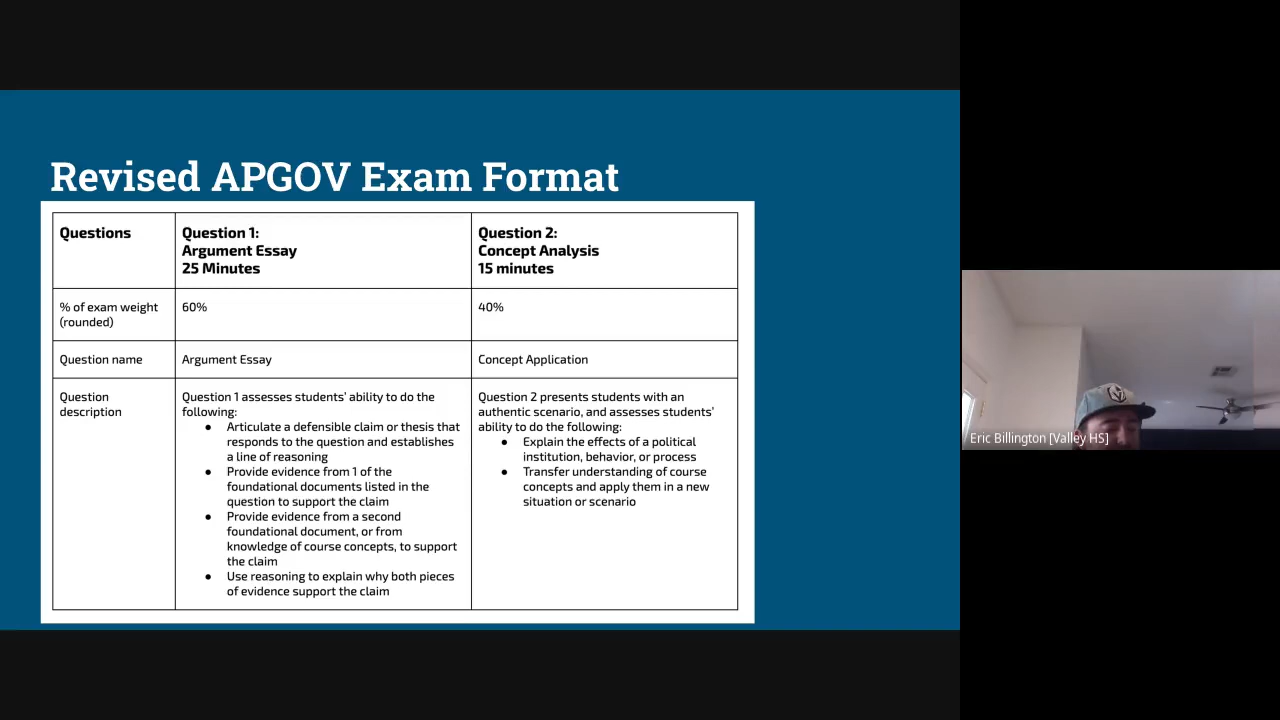 Revised APGOV Exam Format
Questions
Question 1:
Argument Essay
25 Minutes
Question 2:
Concept Analysis
15 minutes
% of exam weight
(rounded)
60%
40%
Question name
Argument Essay
Concept Application
Question
description
Question 1 assesses students' ability to do the
following:
● Articulate a defensible claim or thesis that
responds to the question and establishes
a line of reasoning
● Provide evidence from 1 of the
foundational documents listed in the
question to support the claim
● Provide evidence from a second
foundational document, or from
knowledge of course concepts, to support
the claim
● Use reasoning to explain why both pieces
of evidence support the claim
Question 2 presents students with an
authentic scenario, and assesses students'
ability to do the following:
● Explain the effects of a political
institution, behavior, or process
● Transfer understanding of course
concepts and apply them in a new
situation or scenario
Eric Billington [Valley HS]